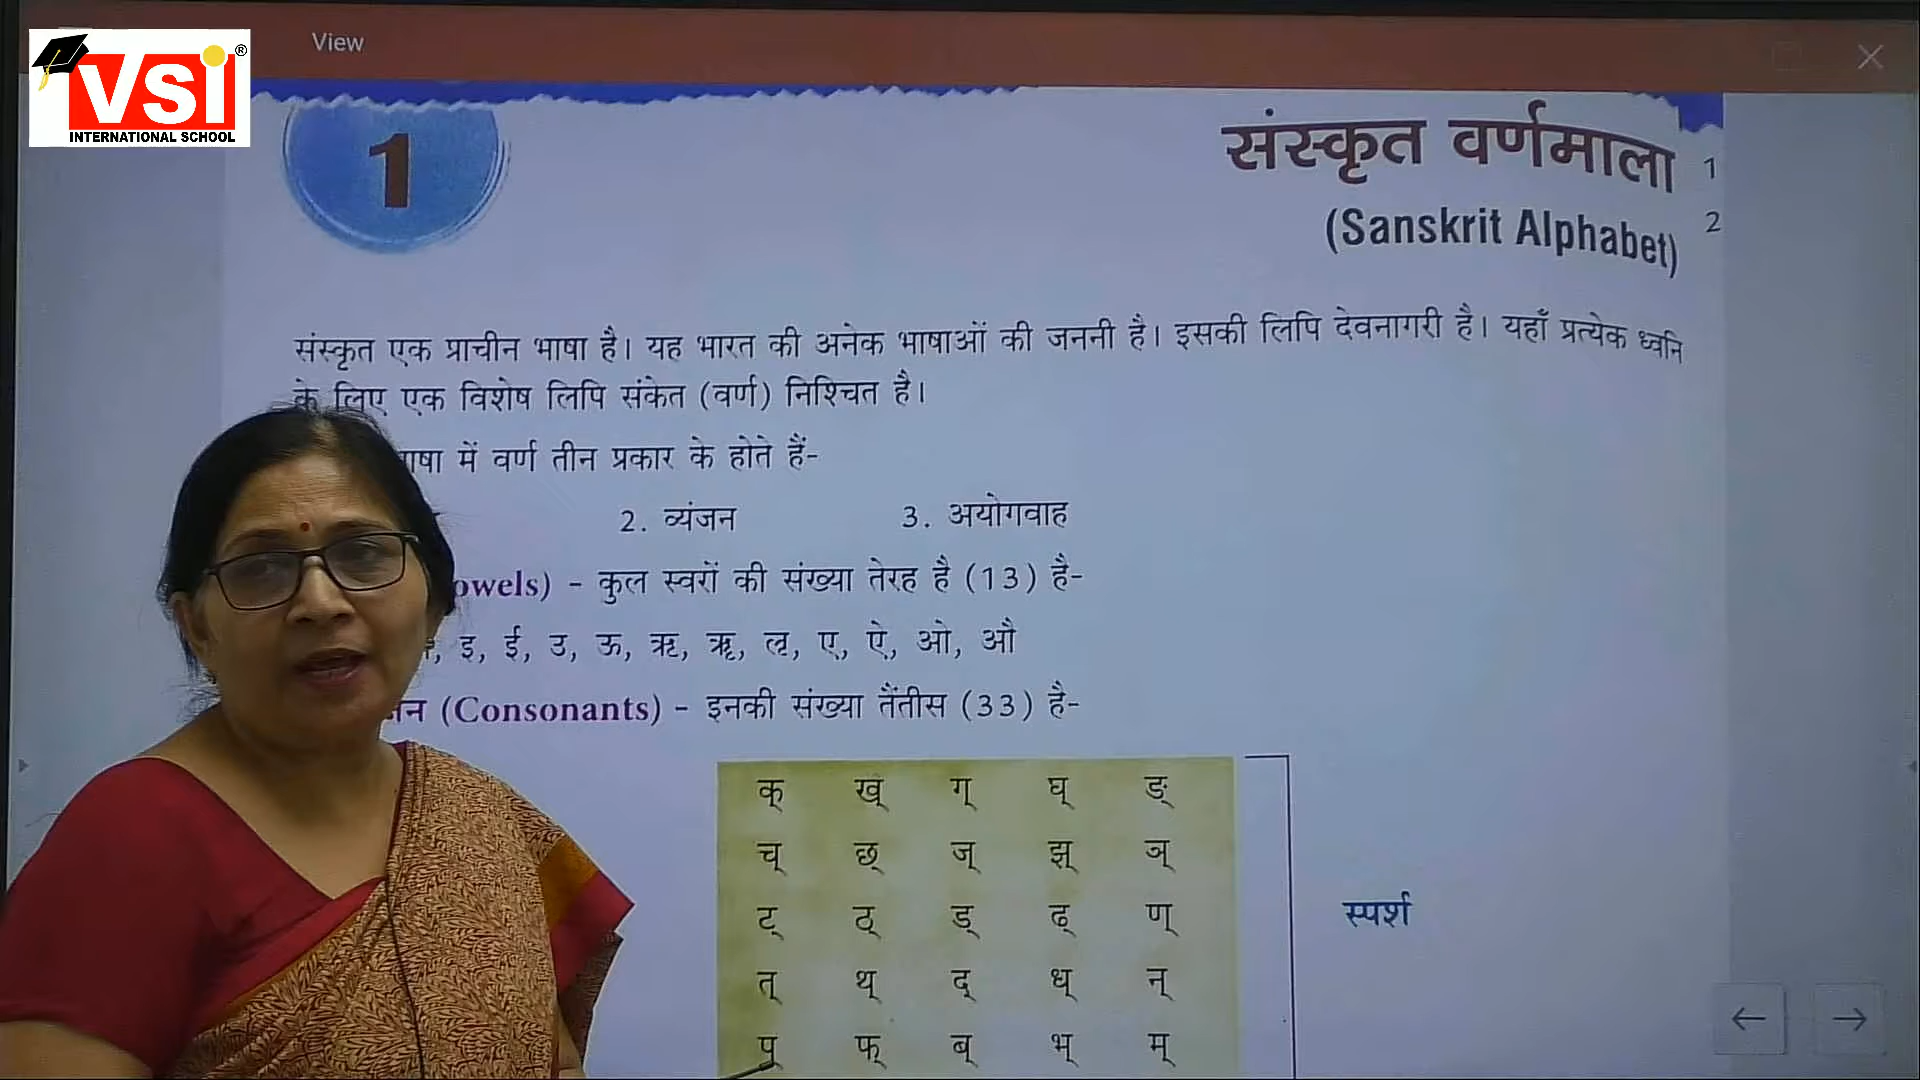 VSI ®
INTERNATIONAL SCHOOL
View
1
संस्कृत वर्णमाला
1
(Sanskrit Alphabet)
2
संस्कृत एक प्राचीन भाषा है। यह भारत की अनेक भाषाओं की जननी है। इसकी लिपि देवनागरी है। यहाँ प्रत्येक ध्वनि
के लिए एक विशेष लिपि संकेत (वर्ण) निश्चित है।
में वर्ण तीन प्रकार के होते हैं-
2. व्यंजन 3. अयोगवाह
- कुल स्वरों की संख्या तेरह है (13) है-
इ, ई, उ, ऊ, ऋ, ॠ, लृ, ए, ऐ, ओ, औ
(Consonants) - इनकी संख्या तैंतीस (33) है-
क् ख् ग् घ् ङ्
च् छ् ज् झ् ञ्
ट् ठ् ड् ढ् ण्
स्पर्श
त् थ् द् ध् न्
प् फ् ब् भ् म्